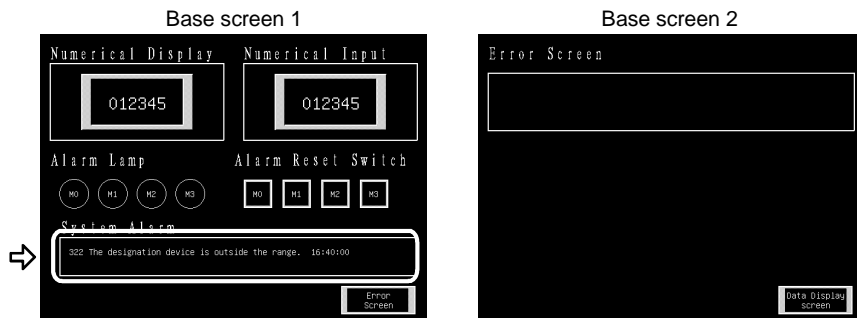 Base screen 1
Numerical Display
Numerical Input
012345
012345
Alarm Lamp
Alarm Reset Switch
M0 M1 M2 M3
M0 M1 M2 M3
System Alarm
322 The designation device is outside the range. 16:40:00
Error
Screen
Base screen 2
Error Screen
Data Display
screen